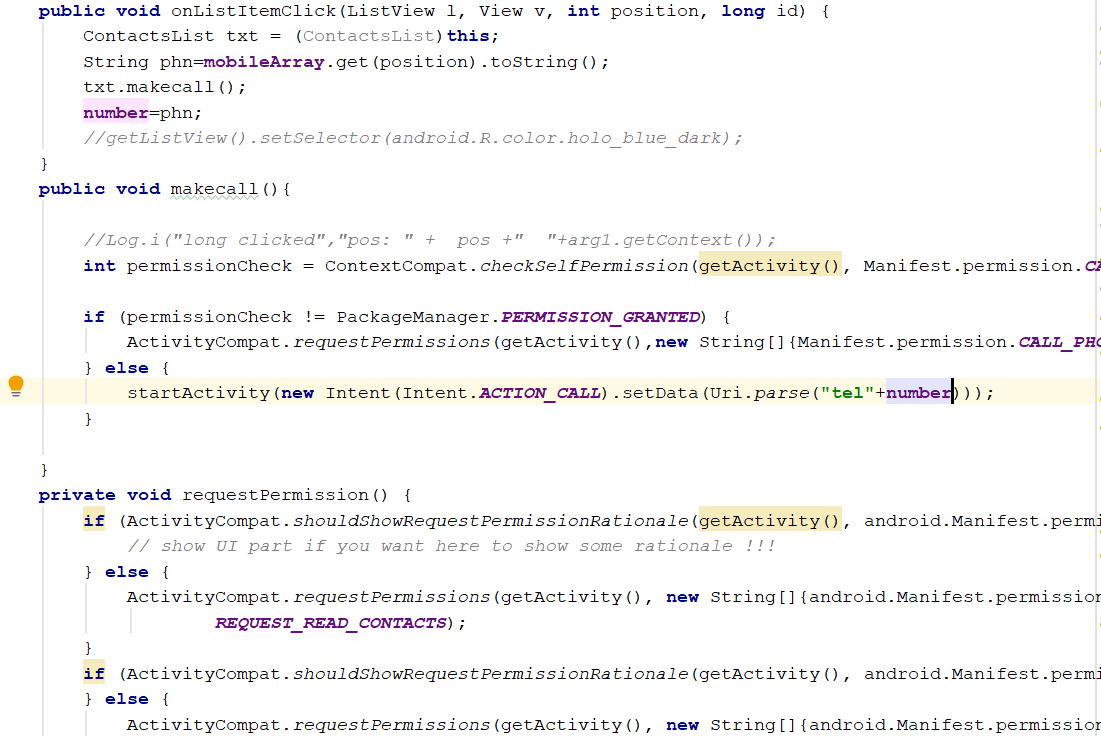 public void onListItemClick(ListView l, View v, int position, long id) {
ContactsList txt = (ContactsList)this;
String phn=mobileArray.get(position).toString();
txt.makecall();
number=phn;
//getListView().setSelector(android.R.color.holo_blue_dark);
}
public void makecall(){
//Log.i("long clicked","pos: " +  pos +"  "+arg1.getContext());
int permissionCheck = ContextCompat.checkSelfPermission(getActivity(), Manifest.permission.CA
if (permissionCheck != PackageManager.PERMISSION_GRANTED) {
ActivityCompat.requestPermissions(getActivity(),new String[]{Manifest.permission.CALL_PHO
} else {
startActivity(new Intent(Intent.ACTION_CALL).setData(Uri.parse("tel"+number)));
}
}
private void requestPermission() {
if (ActivityCompat.shouldShowRequestPermissionRationale(getActivity(), android.Manifest.permi
// show UI part if you want here to show some rationale !!!
} else {
ActivityCompat.requestPermissions(getActivity(), new String[]{android.Manifest.permission
REQUEST_READ_CONTACTS);
}
if (ActivityCompat.shouldShowRequestPermissionRationale(getActivity(), android.Manifest.permi
} else {
ActivityCompat.requestPermissions(getActivity(), new String[]{android.Manifest.permission